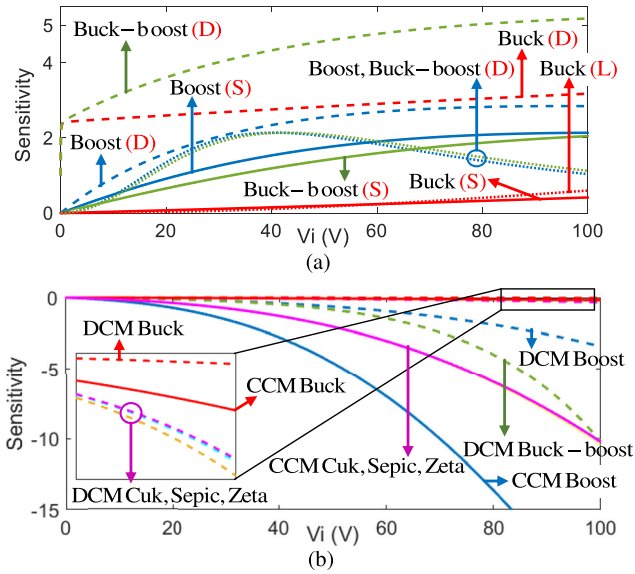 5
Buck−boost (D)
Buck (D)
Boost (S)
Boost, Buck−boost (D)
Buck (L)
4
Sensitivity
2
Boost (D)
Buck−boost (S)
Buck (S)
0
0 20 40 60 80 100
Vi (V)
(a)
0
DCM Buck
DCM Boost
-5
CCM Buck
Sensitivity
-10
DCM Buck−boost
CCM Cuk, Sepic, Zeta
DCM Cuk, Sepic, Zeta
CCM Boost
-15
0 20 40 60 80 100
Vi (V)
(b)